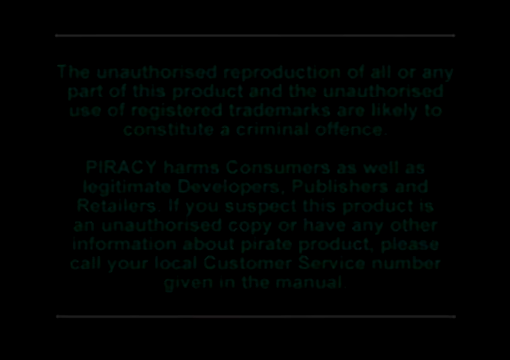 The unauthorised reproduction of all or any
part of this product and the unauthorised
use of registered trademarks are likely to
constitute a criminal offence.
PIRACY harms Consumers as well as
legitimate Developers, Publishers and
Retailers. If you suspect this product is
an unauthorised copy or have any other
information about pirate product, please
call your local Customer Service number
given in the manual